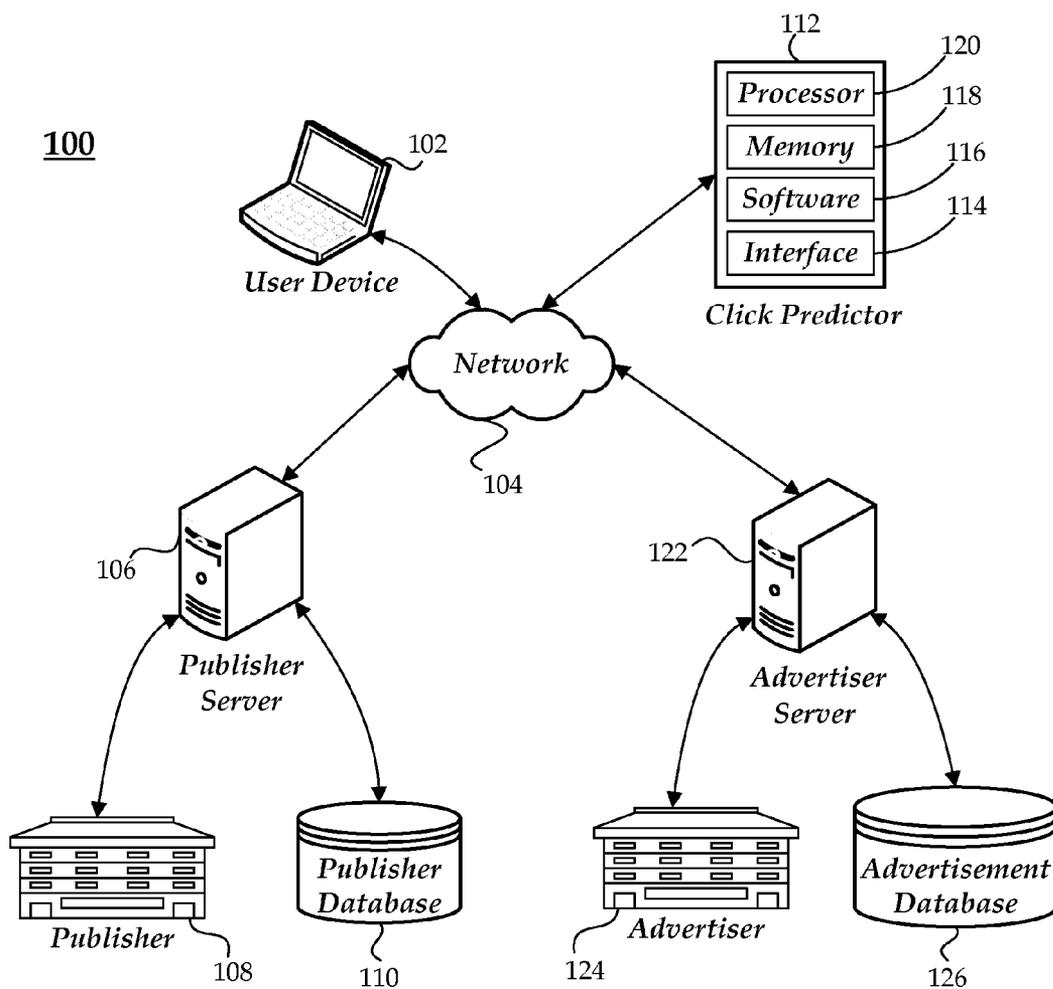 112
120
Processor
118
Memory
116
Software
114
Interface
Click Predictor
100
102
User Device
Network
104
106
Publisher
Server
122
Advertiser
Server
Publisher
108
Publisher
Database
110
Advertiser
124
Advertisement
Database
126